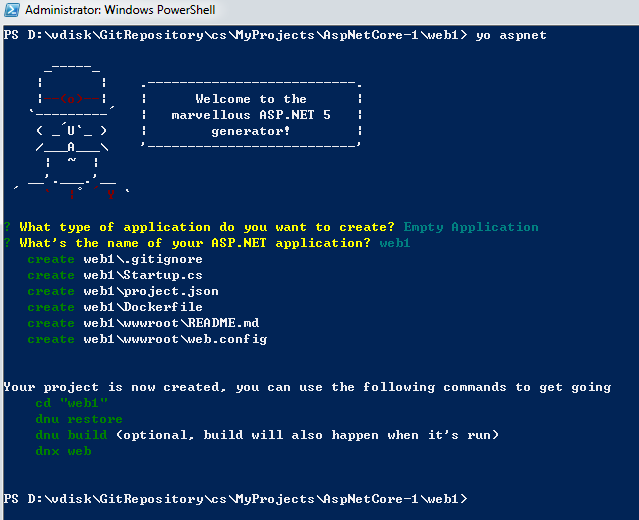 Administrator: Windows PowerShell
PS D:\vdisk\GitRepository\cs\MyProjects\AspNetCore-1\web1> yo aspnet
     _-----_
    |       |    .--------------------------.
    |--(o)--|    |      Welcome to the      |
   `---------´   |   marvellous ASP.NET 5   |
    ( _´U`_ )    |        generator!        |
    /___A___\    '--------------------------'
     |  ~  |
   __'.___.'__
 ´   `  |° ´ Y `
? What type of application do you want to create? Empty Application
? What's the name of your ASP.NET application? web1
   create web1\.gitignore
   create web1\Startup.cs
   create web1\project.json
   create web1\Dockerfile
   create web1\wwwroot\README.md
   create web1\wwwroot\web.config
Your project is now created, you can use the following commands to get going
    cd "web1"
    dnu restore
    dnu build (optional, build will also happen when it's run)
    dnx web
PS D:\vdisk\GitRepository\cs\MyProjects\AspNetCore-1\web1>